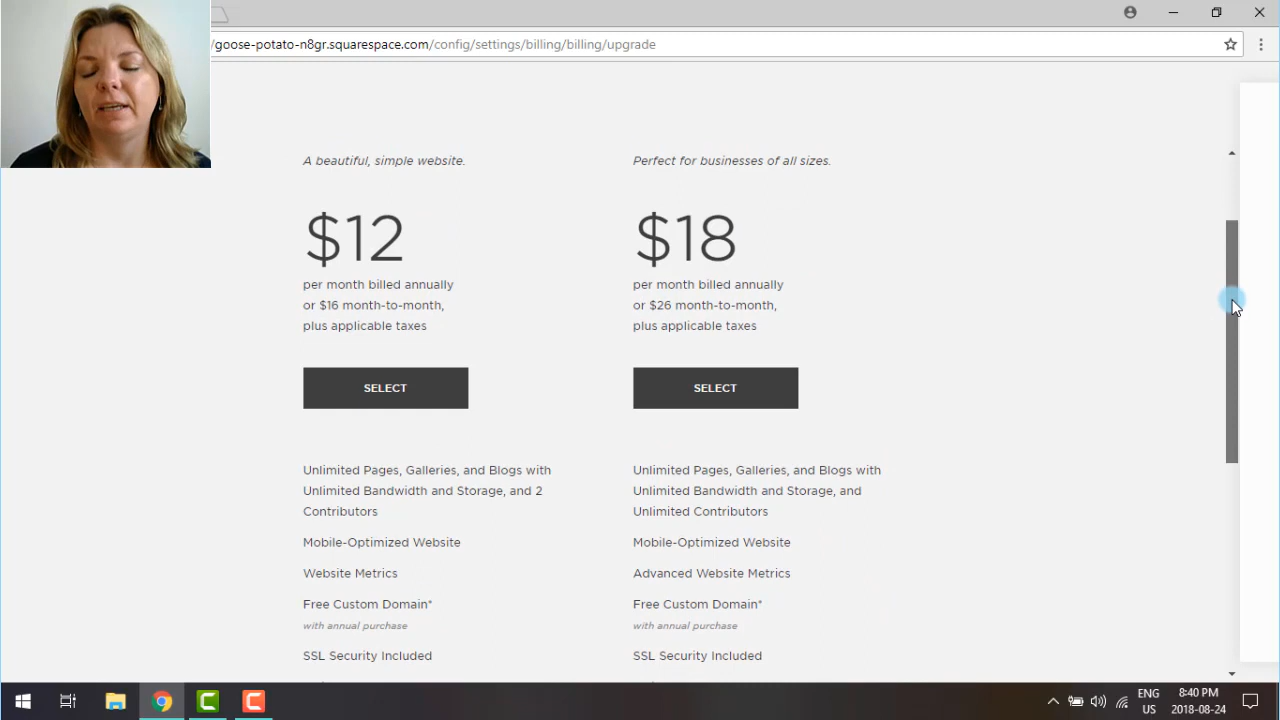 /goose-potato-n8gr.squarespace.com/config/settings/billing/billing/upgrade
A beautiful, simple website.
$12
per month billed annually
or $16 month-to-month,
plus applicable taxes
SELECT
Unlimited Pages, Galleries, and Blogs with
Unlimited Bandwidth and Storage, and 2
Contributors
Mobile-Optimized Website
Website Metrics
Free Custom Domain*
with annual purchase
SSL Security Included
Perfect for businesses of all sizes.
$18
per month billed annually
or $26 month-to-month,
plus applicable taxes
SELECT
Unlimited Pages, Galleries, and Blogs with
Unlimited Bandwidth and Storage, and
Unlimited Contributors
Mobile-Optimized Website
Advanced Website Metrics
Free Custom Domain*
with annual purchase
SSL Security Included
ENG
US
8:40 PM
2018-08-24